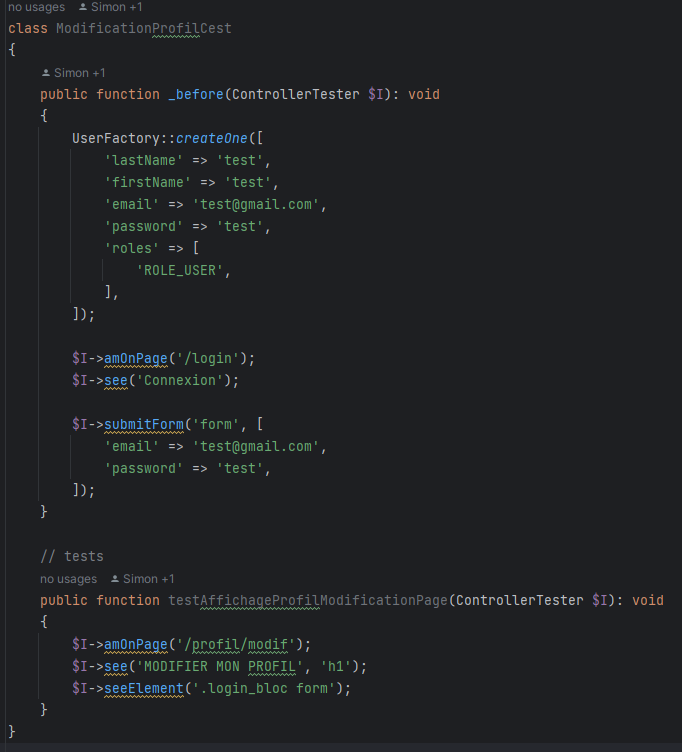 no usages Simon +1
class ModificationProfilCest
{
Simon +1
public function _before(ControllerTester $I): void
{
UserFactory::createOne([
'lastName' => 'test',
'firstName' => 'test',
'email' => 'test@gmail.com',
'password' => 'test',
'roles' => [
'ROLE_USER',
],
]);
$I->amOnPage('/login');
$I->see('Connexion');
$I->submitForm('form', [
'email' => 'test@gmail.com',
'password' => 'test',
]);
}
// tests
no usages Simon +1
public function testAffichageProfilModificationPage(ControllerTester $I): void
{
$I->amOnPage('/profil/modif');
$I->see('MODIFIER MON PROFIL', 'h1');
$I->seeElement('.login_bloc form');
}
}